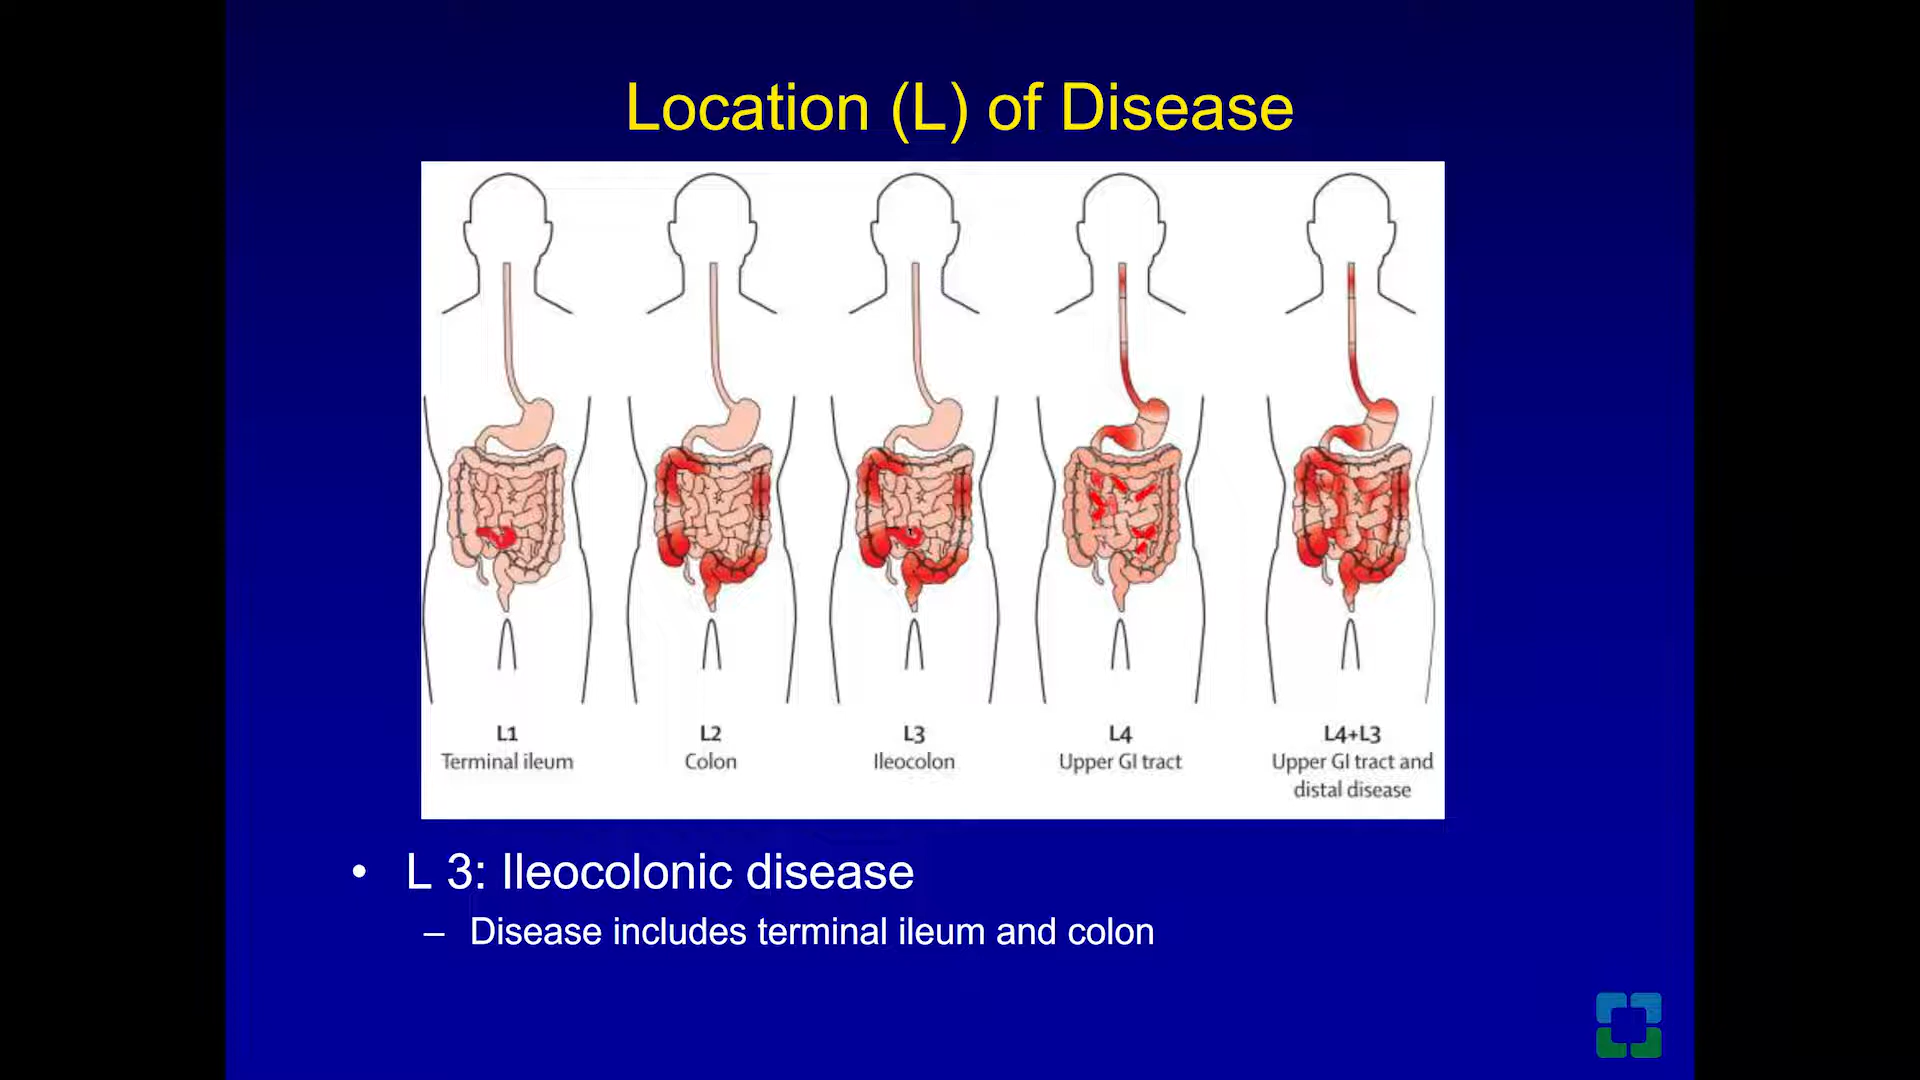 Location (L) of Disease
L1
Terminal ileum
L2
Colon
L3
Ileocolon
L4
Upper GI tract
L4+L3
Upper GI tract and
distal disease
• L 3: Ileocolonic disease
– Disease includes terminal ileum and colon